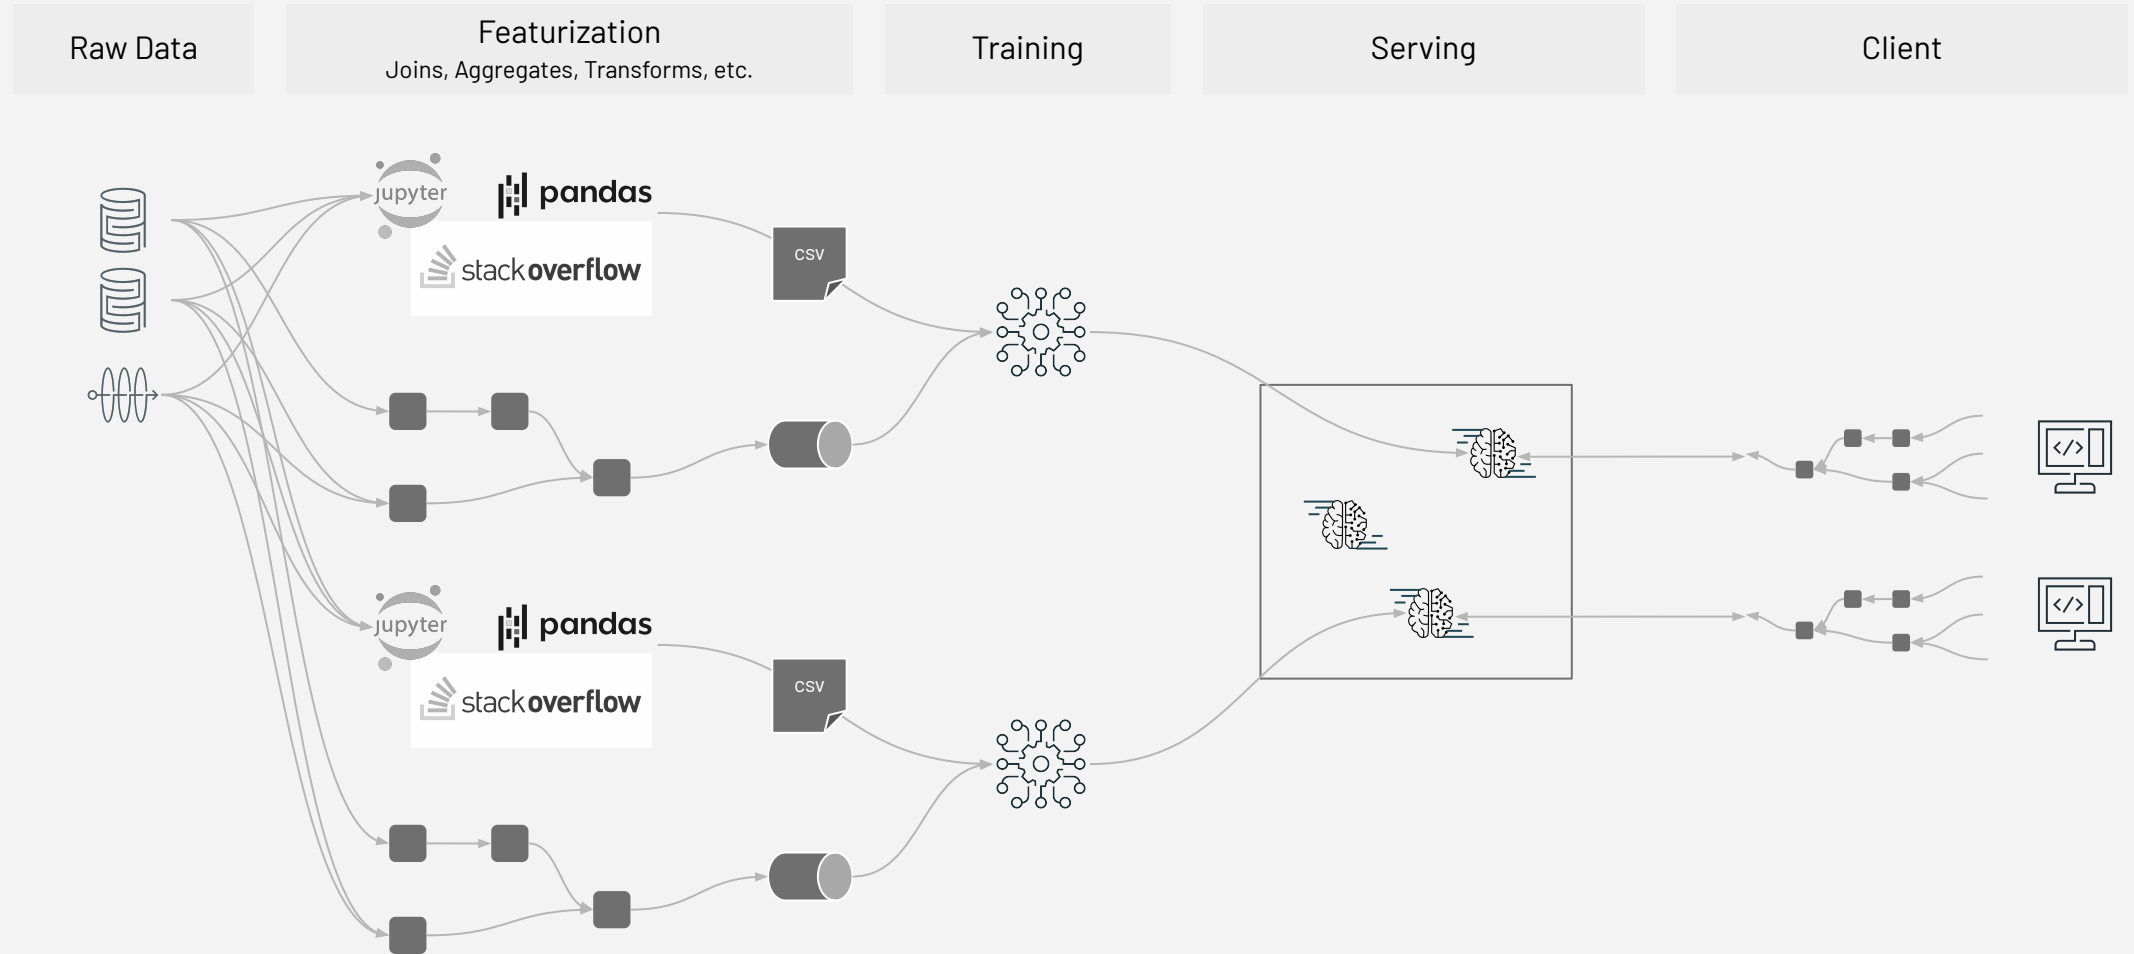 Raw Data
Featurization
Joins, Aggregates, Transforms, etc.
Training
Serving
Client
jupyter
pandas
stackoverflow
CSV
</>
jupyter
pandas
stackoverflow
CSV
</>